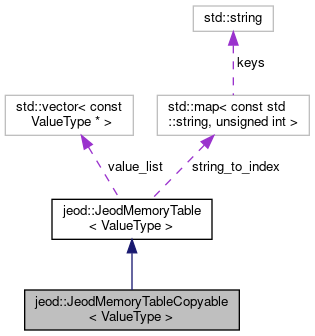 std::string
keys
std::vector< const
ValueType * >
std::map< const std
::string, unsigned int >
value_list
string_to_index
jeod::JeodMemoryTable
< ValueType >
jeod::JeodMemoryTableCopyable
< ValueType >